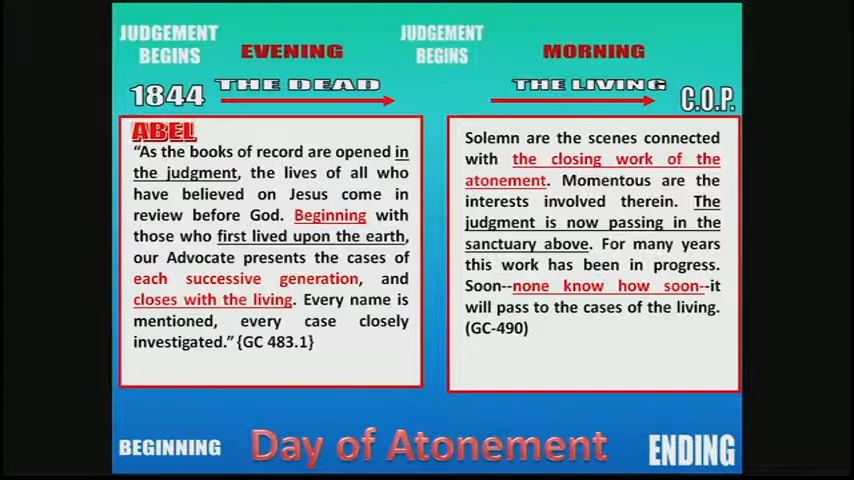 JUDGEMENT
BEGINS
EVENING
JUDGEMENT
BEGINS
MORNING
1844
THE DEAD
THE LIVING
C.O.P.
ABEL
“As the books of record are opened in
the judgment, the lives of all who
have believed on Jesus come in
review before God. Beginning with
those who first lived upon the earth,
our Advocate presents the cases of
each successive generation, and
closes with the living. Every name is
mentioned, every case closely
investigated.” {GC 483.1}
Solemn are the scenes connected
with the closing work of the
atonement. Momentous are the
interests involved therein. The
judgment is now passing in the
sanctuary above. For many years
this work has been in progress.
Soon--none know how soon--it
will pass to the cases of the living.
(GC-490)
BEGINNING
Day of Atonement
ENDING